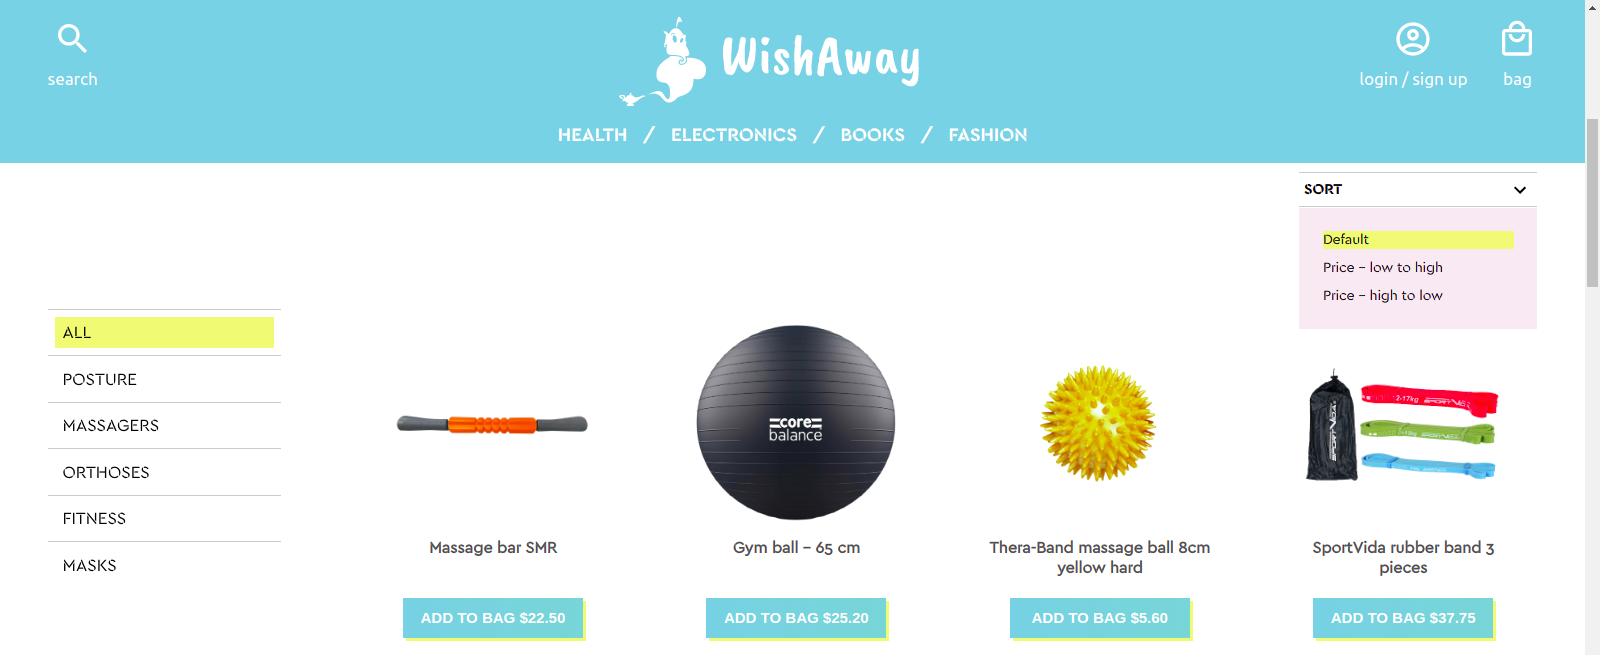 search
WishAway
login / sign up
bag
HEALTH / ELECTRONICS / BOOKS / FASHION
SORT
Default
Price - low to high
Price - high to low
ALL
POSTURE
MASSAGERS
ORTHOSES
FITNESS
MASKS
core
balance
2-17kg
SPORTVIDA
Massage bar SMR
Gym ball - 65 cm
Thera-Band massage ball 8cm
yellow hard
SportVida rubber band 3
pieces
ADD TO BAG $22.50
ADD TO BAG $25.20
ADD TO BAG $5.60
ADD TO BAG $37.75